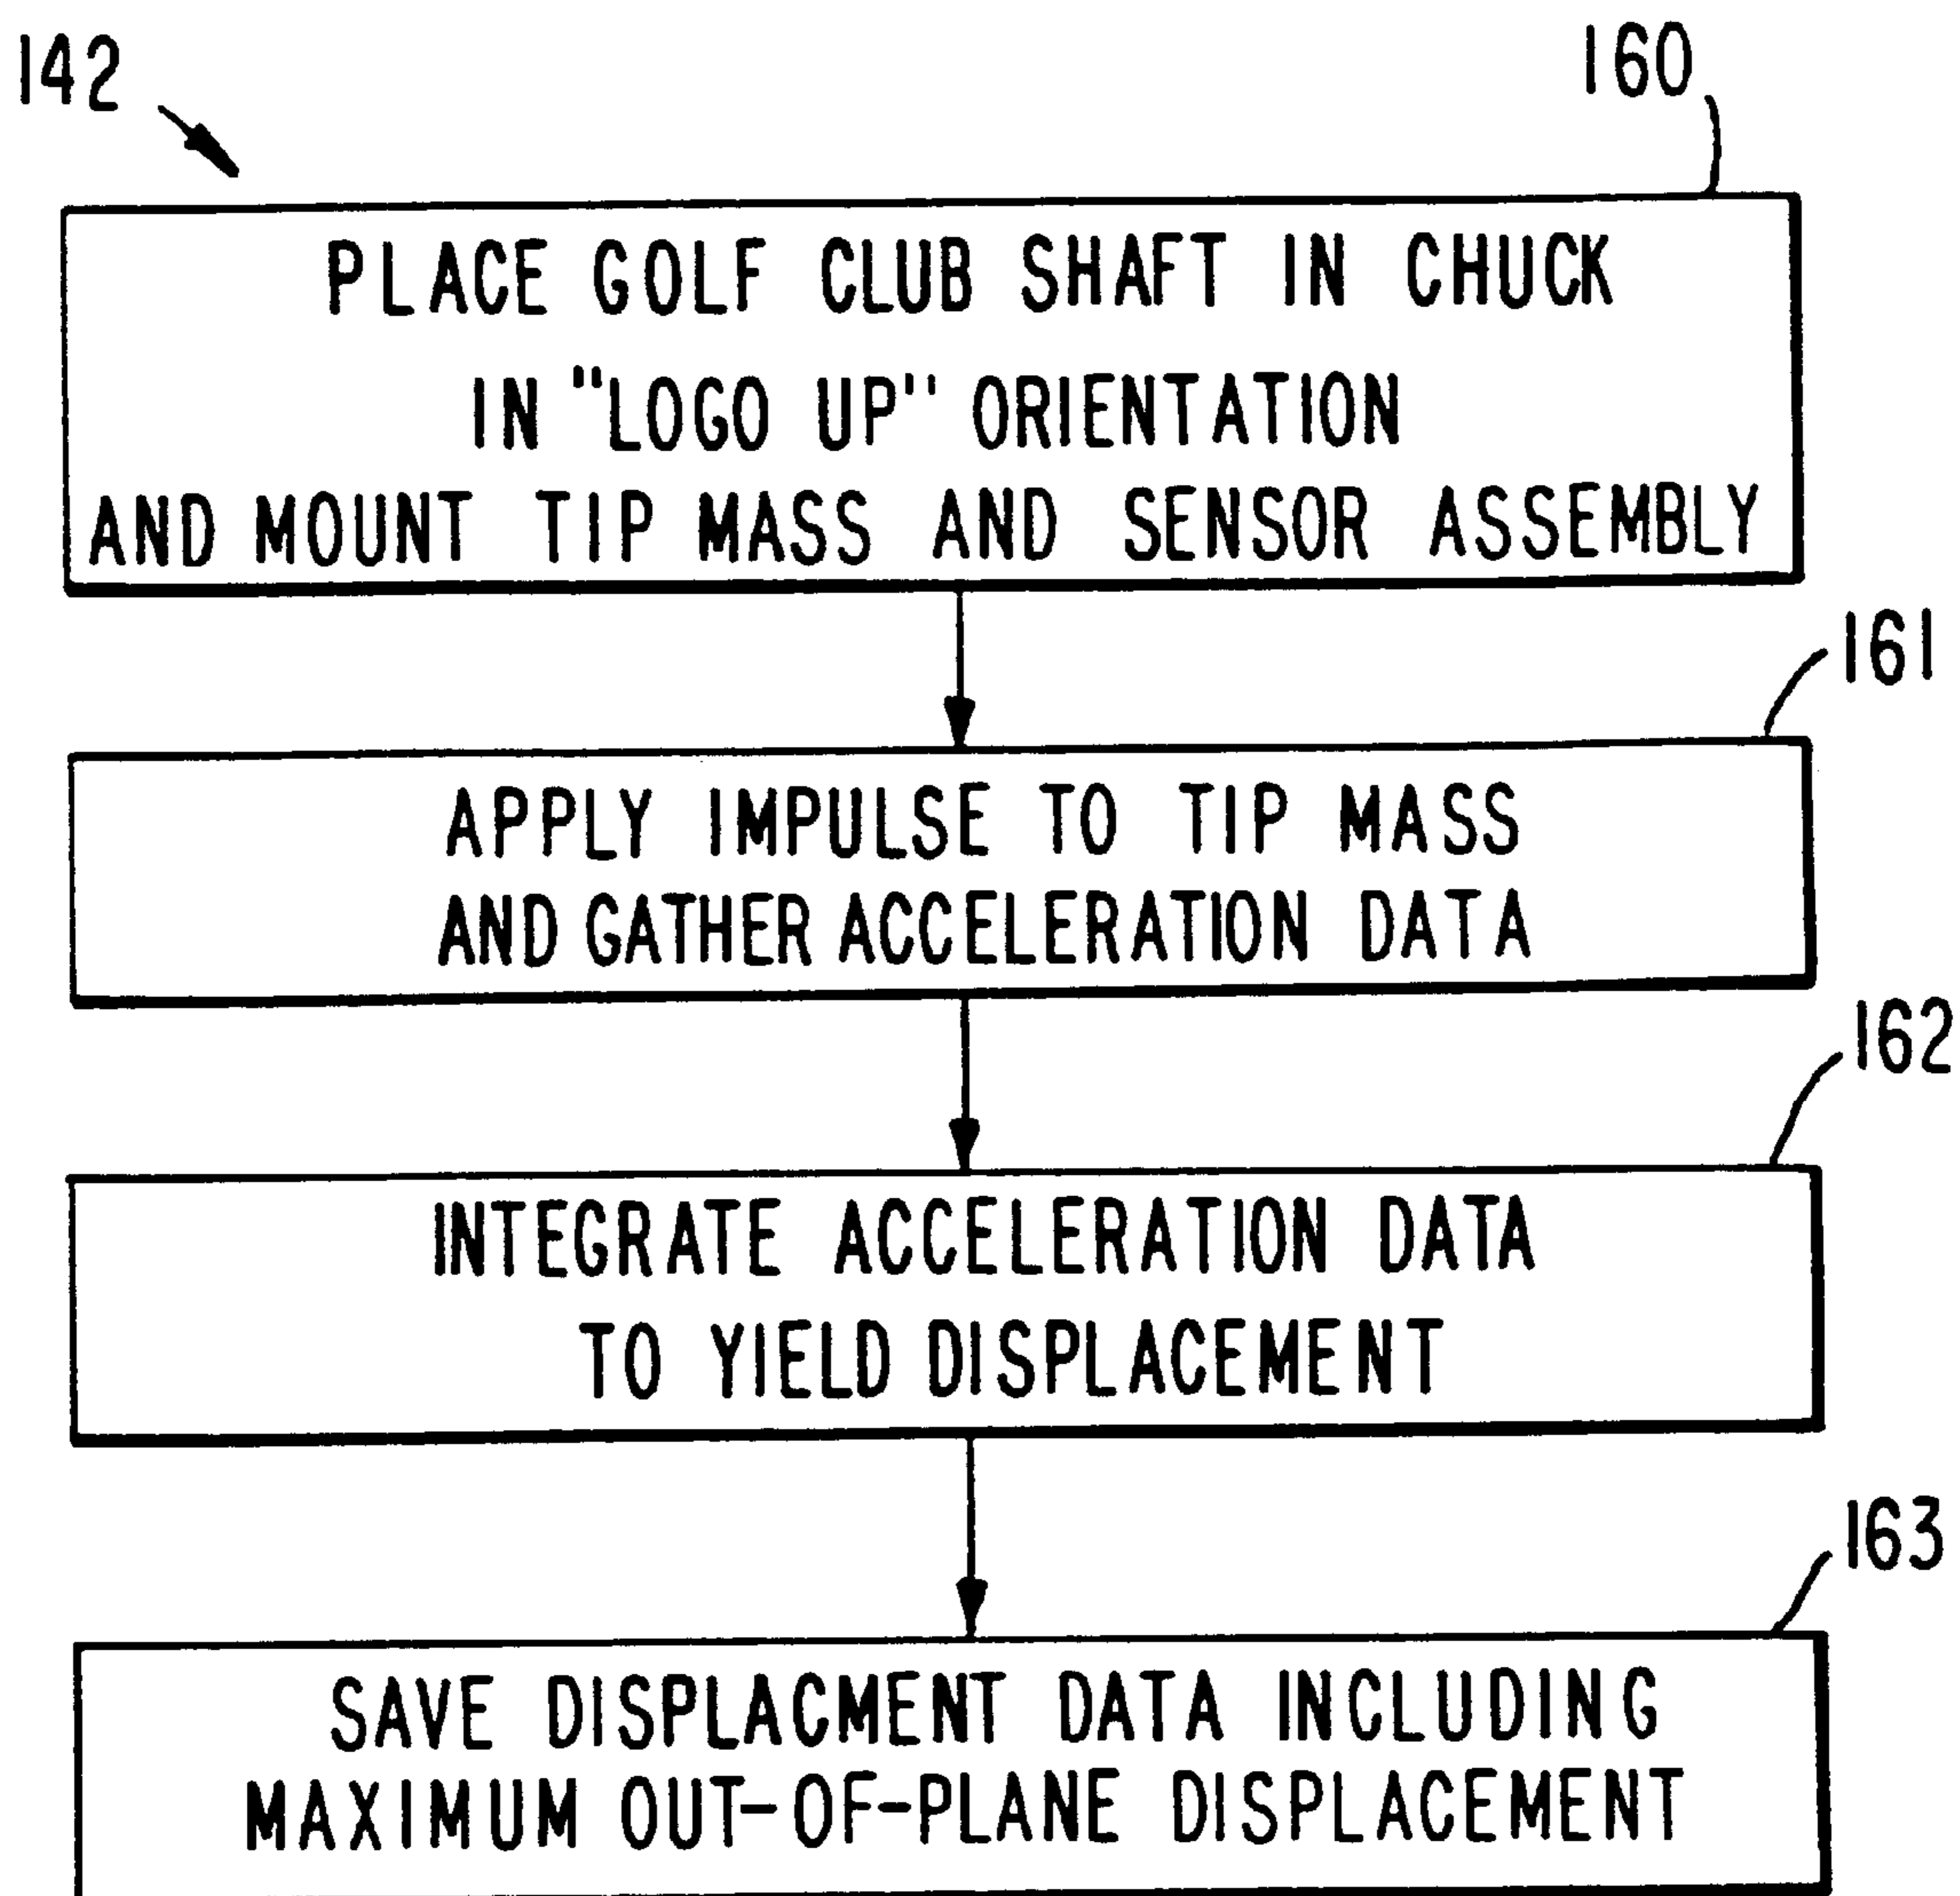 142
160
PLACE GOLF CLUB SHAFT IN CHUCK
IN "LOGO UP" ORIENTATION
AND MOUNT TIP MASS AND SENSOR ASSEMBLY
161
APPLY IMPULSE TO TIP MASS
AND GATHER ACCELERATION DATA
162
INTEGRATE ACCELERATION DATA
TO YIELD DISPLACEMENT
163
SAVE DISPLACMENT DATA INCLUDING
MAXIMUM OUT-OF-PLANE DISPLACEMENT